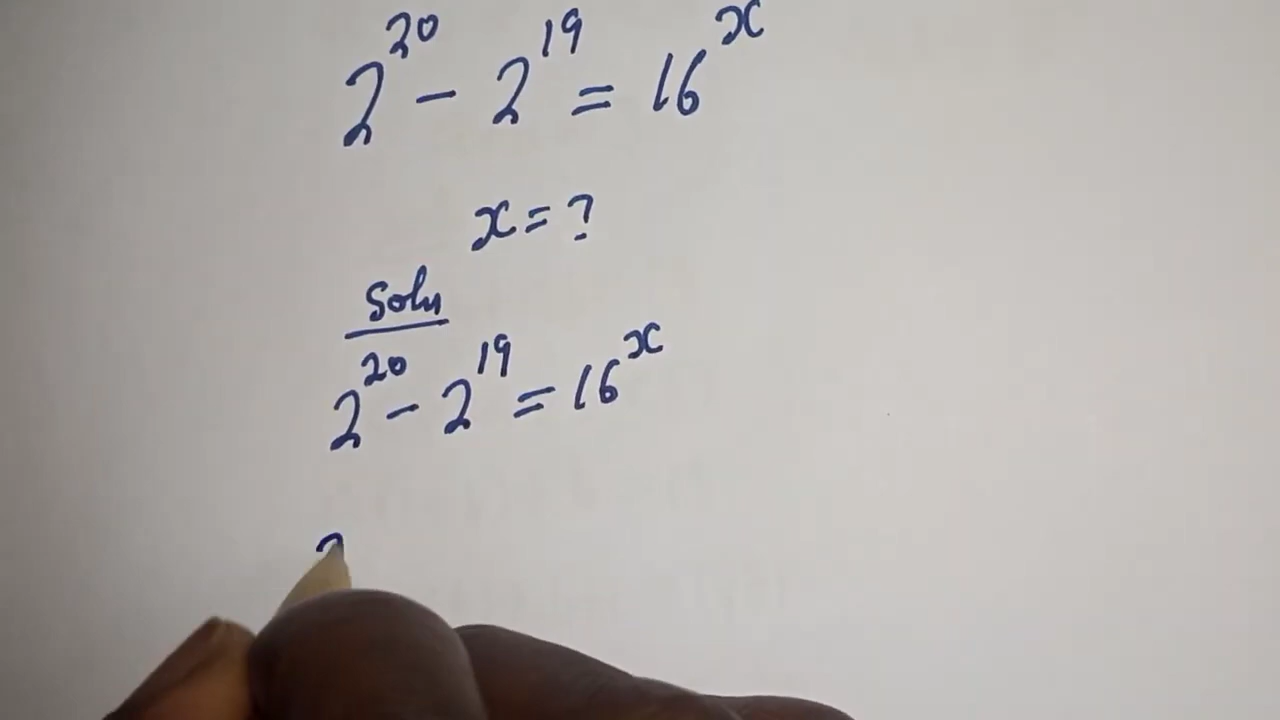 2^20 - 2^19 = 16^x
x = ?
Soln
2^20 - 2^19 = 16^x